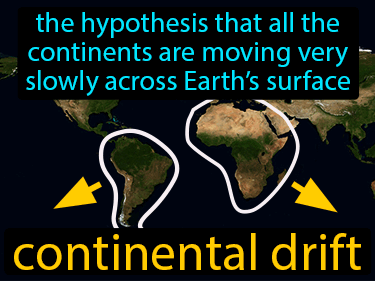 the hypothesis that all the
continents are moving very
slowly across Earth's surface
continental drift